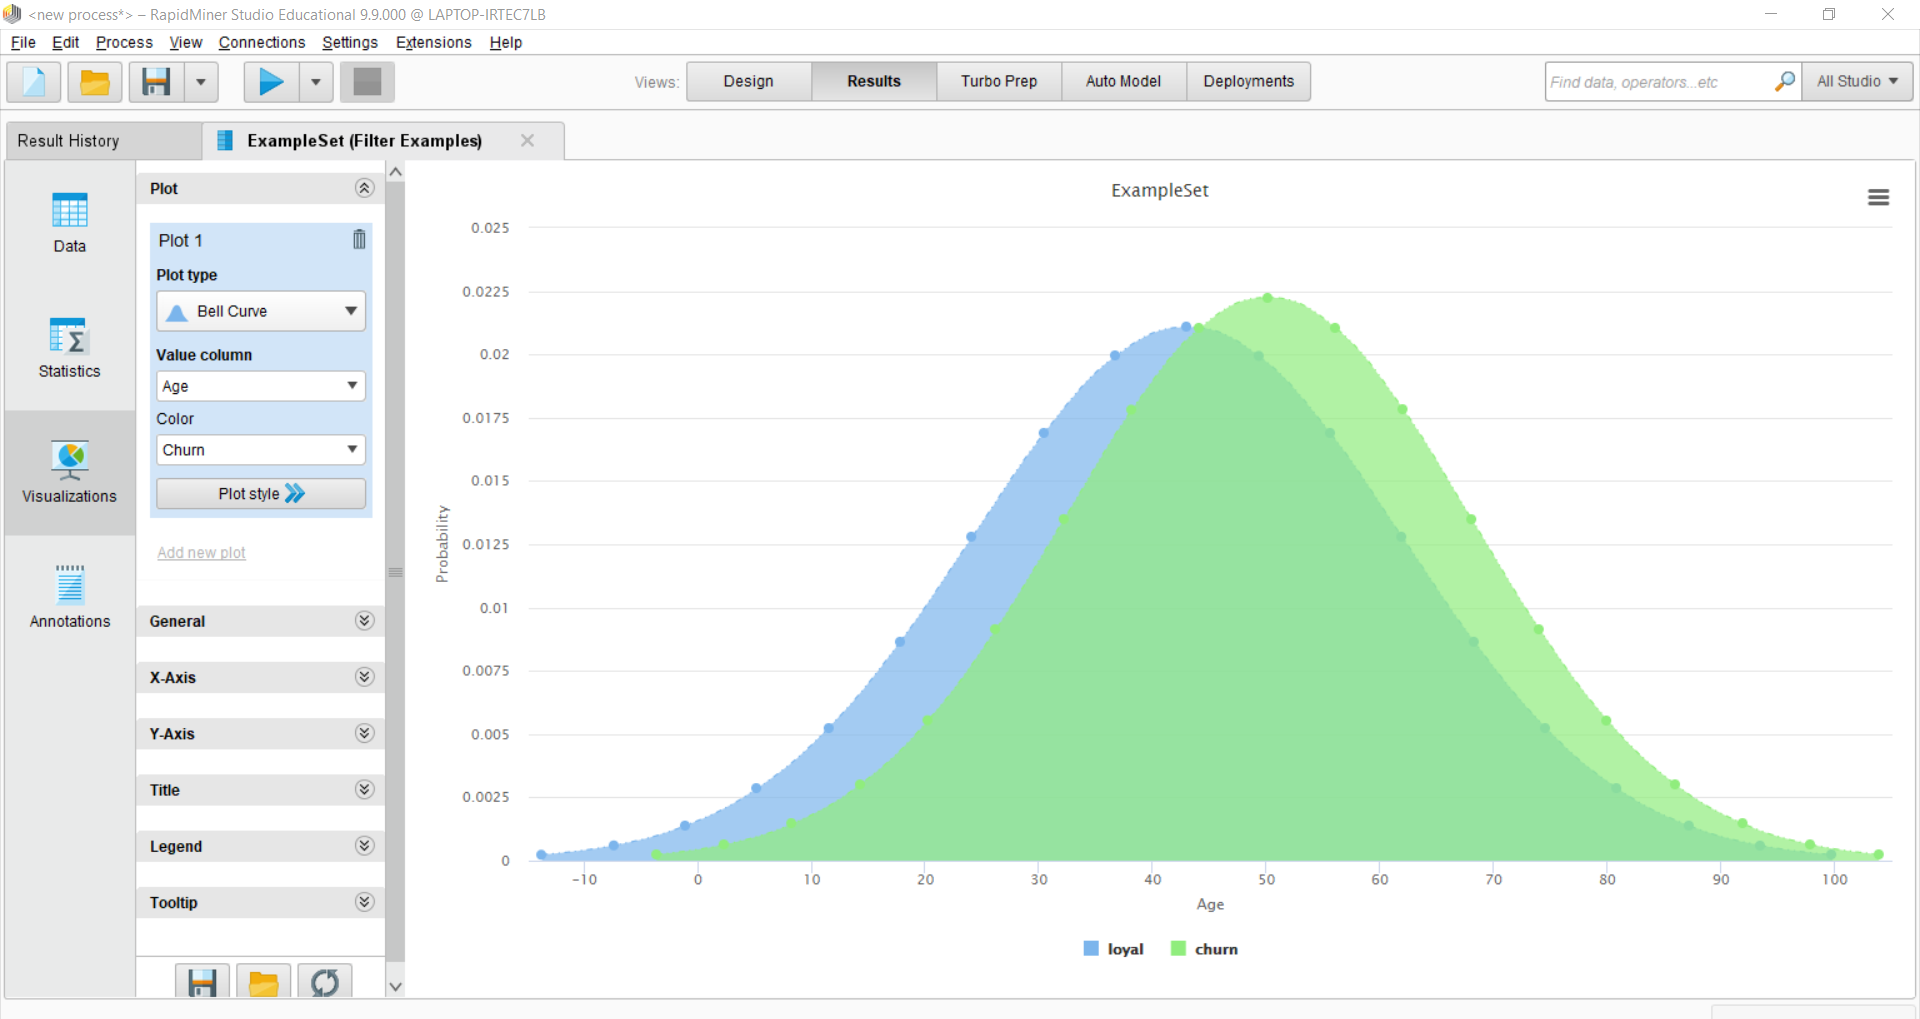 <new process*> – RapidMiner Studio Educational 9.9.000 @ LAPTOP-IRTEC7LB
File Edit Process View Connections Settings Extensions Help
Views: Design Results Turbo Prep Auto Model Deployments
Find data, operators...etc All Studio
Result History ExampleSet (Filter Examples)
Data
Statistics
Visualizations
Annotations
Plot
Plot 1
Plot type
Bell Curve
Value column
Age
Color
Churn
Plot style
Add new plot
General
X-Axis
Y-Axis
Title
Legend
Tooltip
ExampleSet
Probability
0.025
0.0225
0.02
0.0175
0.015
0.0125
0.01
0.0075
0.005
0.0025
0
-10 0 10 20 30 40 50 60 70 80 90 100
Age
loyal churn